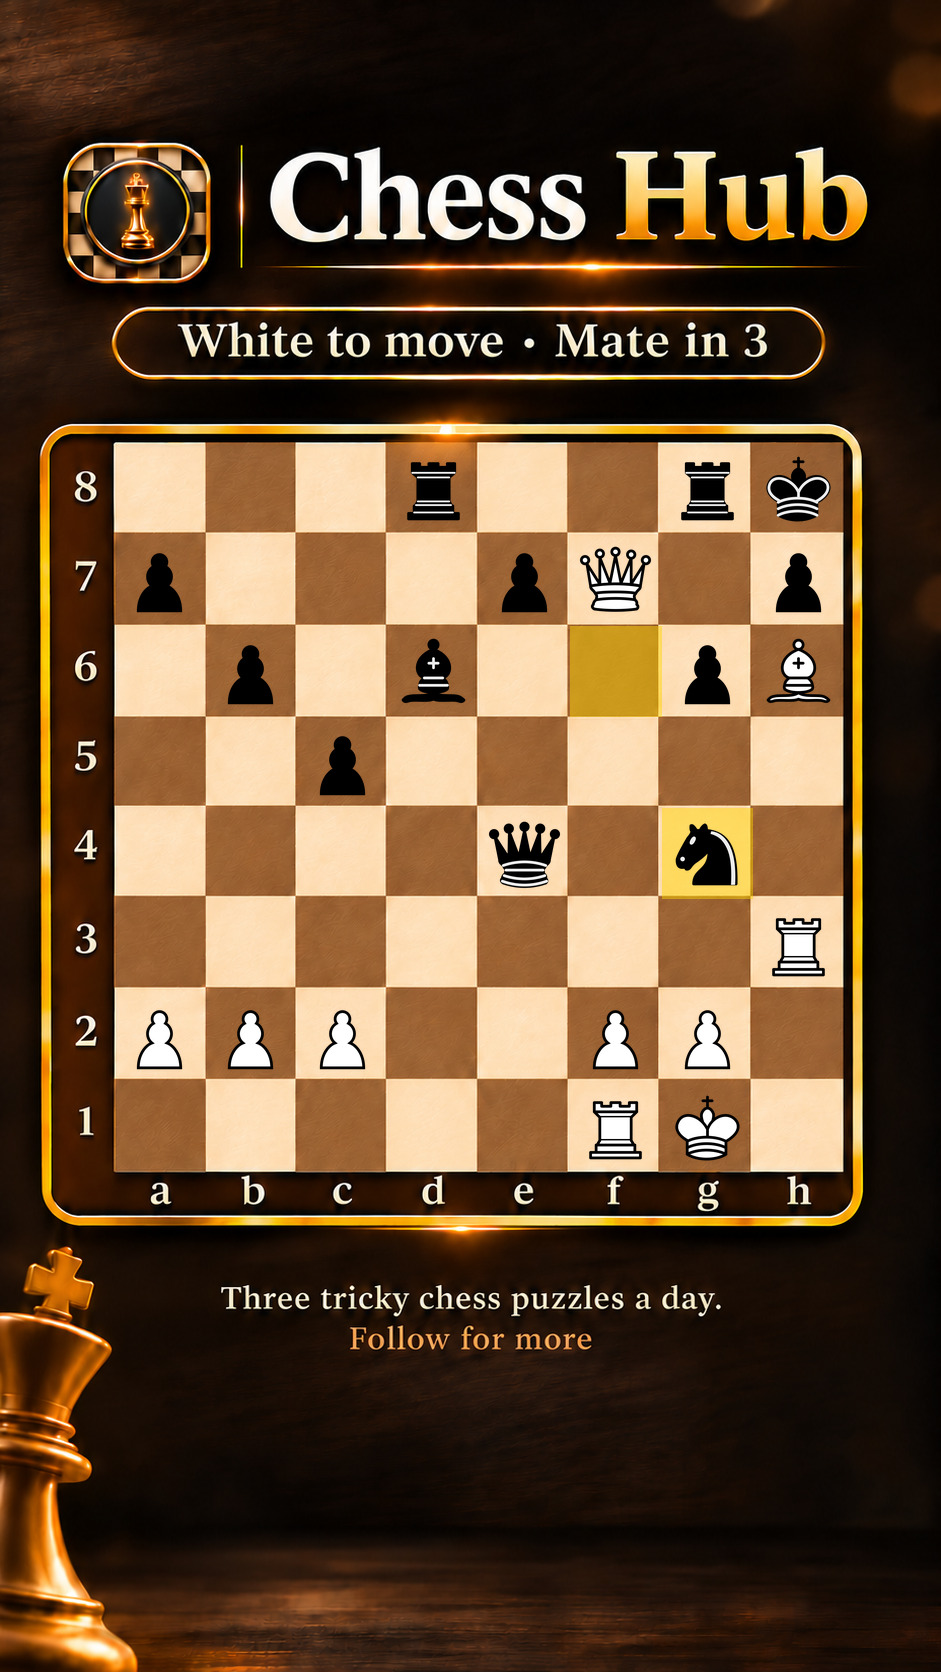 Chess Hub
White to move • Mate in 3
8
7
6
5
4
3
2
1
a b c d e f g h
Three tricky chess puzzles a day.
Follow for more